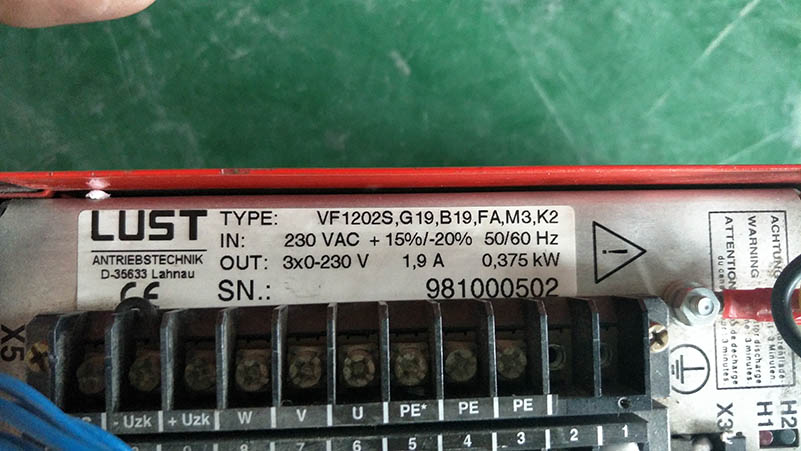 LUST
ANTRIEBSTECHNIK
D-35633 Lahnau
CE
TYPE: VF1202S,G19,B19,FA,M3,K2
IN: 230 VAC + 15%/-20% 50/60 Hz
OUT: 3x0-230 V 1,9 A 0,375 kW
SN.: 981000502
ACHTUNG
WARNING
ATTENTION
3 Minuten
X5
- Uzk
+ Uzk
W
V
U
PE*
PE
PE
8
7
6
5
4
3
2
1
H1
H2